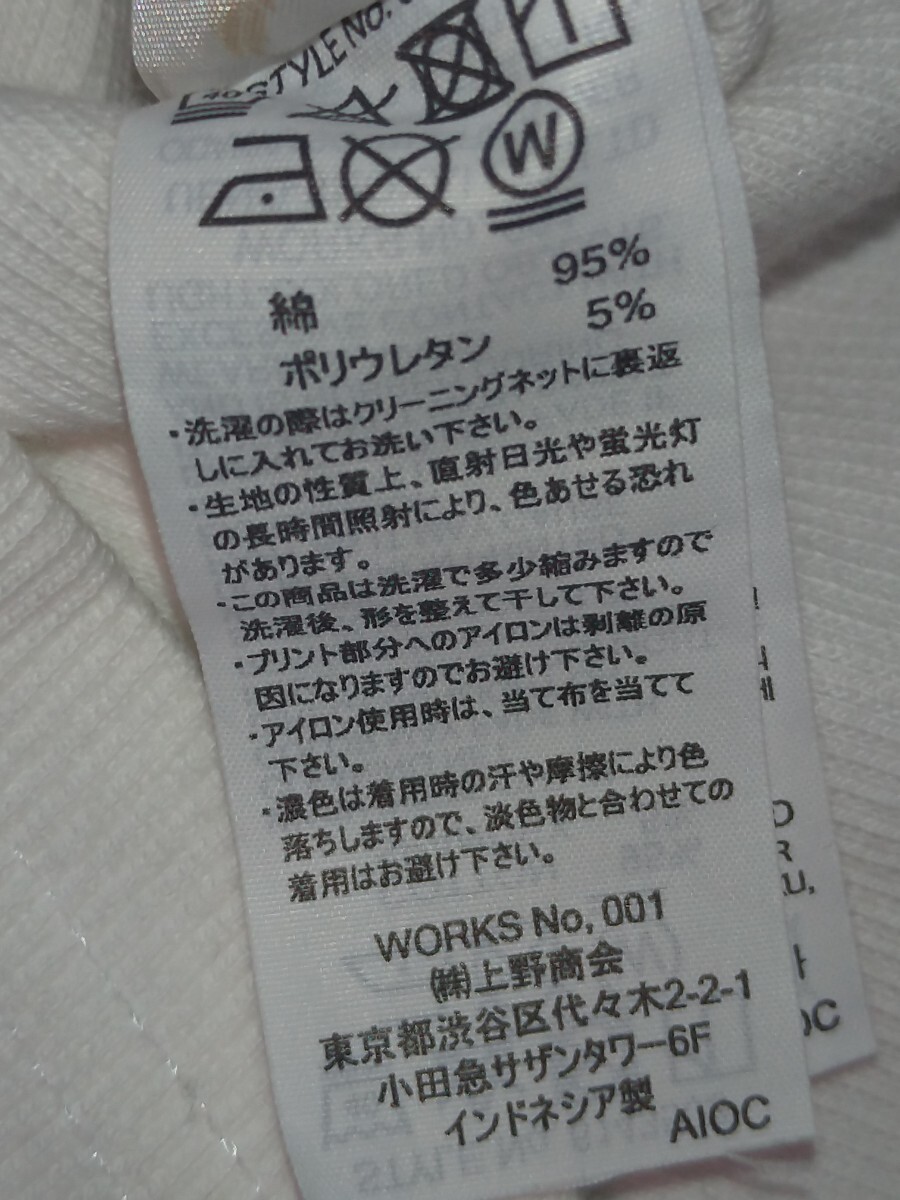 STYLE NO.
40
W
綿 95%
ポリウレタン 5%
・洗濯の際はクリーニングネットに裏返
しに入れてお洗い下さい。
・生地の性質上、直射日光や蛍光灯
の長時間照射により、色あせる恐れ
があります。
・この商品は洗濯で多少縮みますので
洗濯後、形を整えて干して下さい。
・プリント部分へのアイロンは剥離の原
因になりますのでお避け下さい。
・アイロン使用時は、当て布を当てて
下さい。
・濃色は着用時の汗や摩擦により色
落ちしますので、淡色物と合わせての
着用はお避け下さい。
WORKS No, 001
㈱上野商会
東京都渋谷区代々木2-2-1
小田急サザンタワー6F
インドネシア製
AIOC